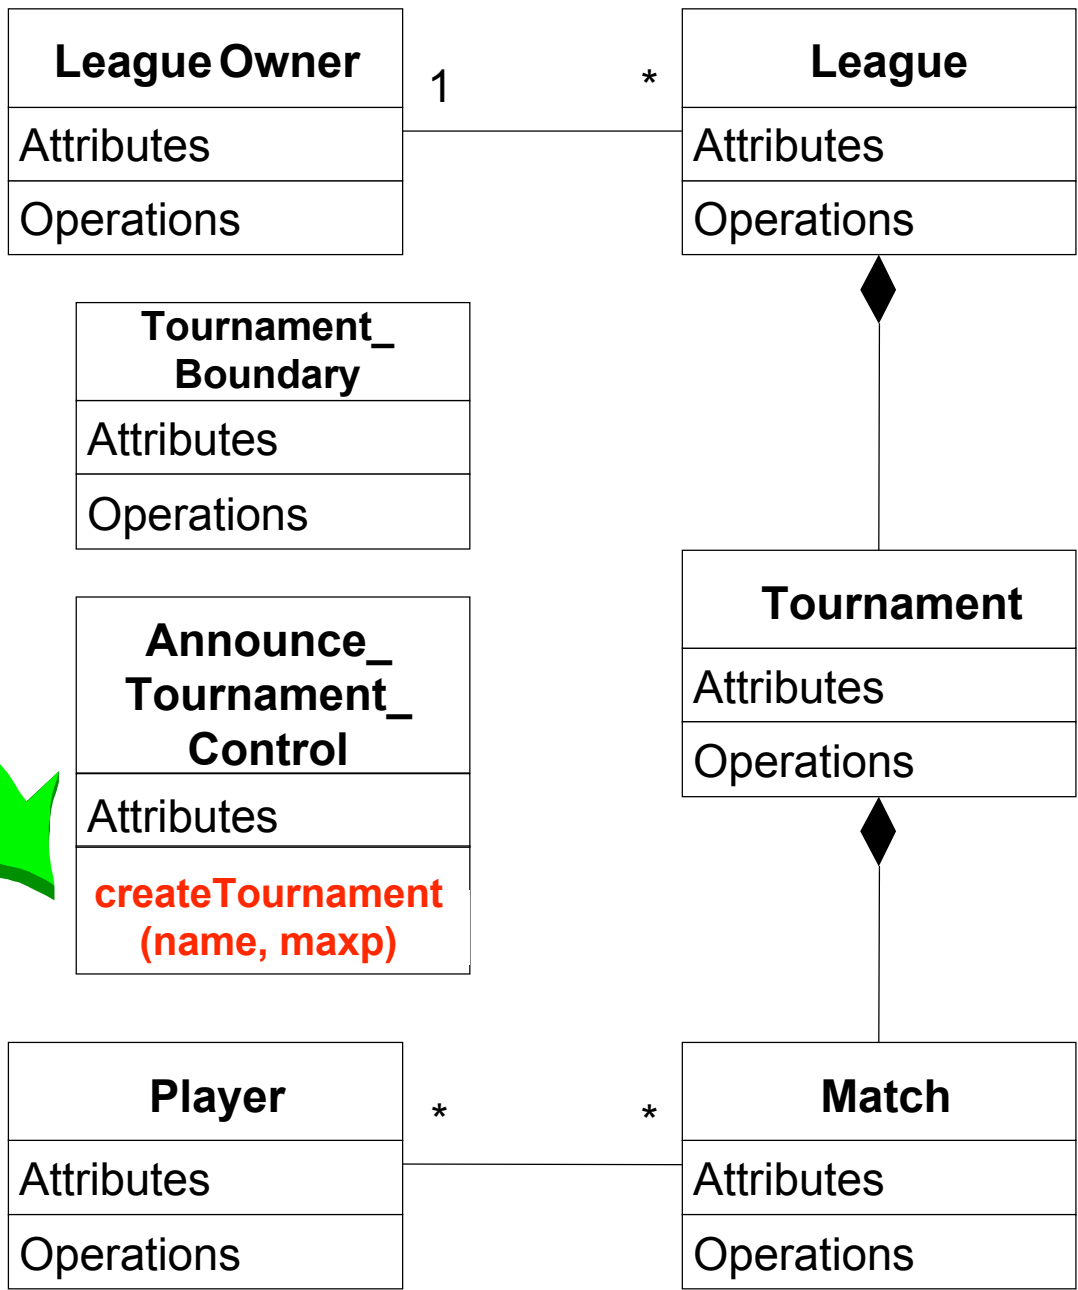 League Owner
Attributes
Operations
1
*
League
Attributes
Operations
Tournament_
Boundary
Attributes
Operations
Announce_
Tournament_
Control
Attributes
createTournament
(name, maxp)
Tournament
Attributes
Operations
Player
Attributes
Operations
*
*
Match
Attributes
Operations